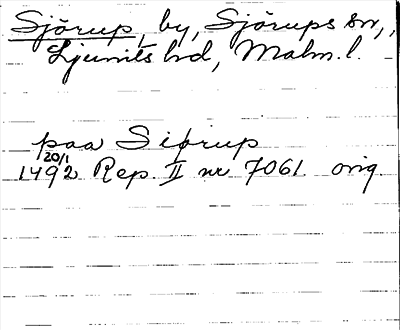 Sjörup, by, Sjörups sn,
Ljunits hd, Malm. l.
paa Siørup
20/1
1492 Rep. II nr 7061 orig.